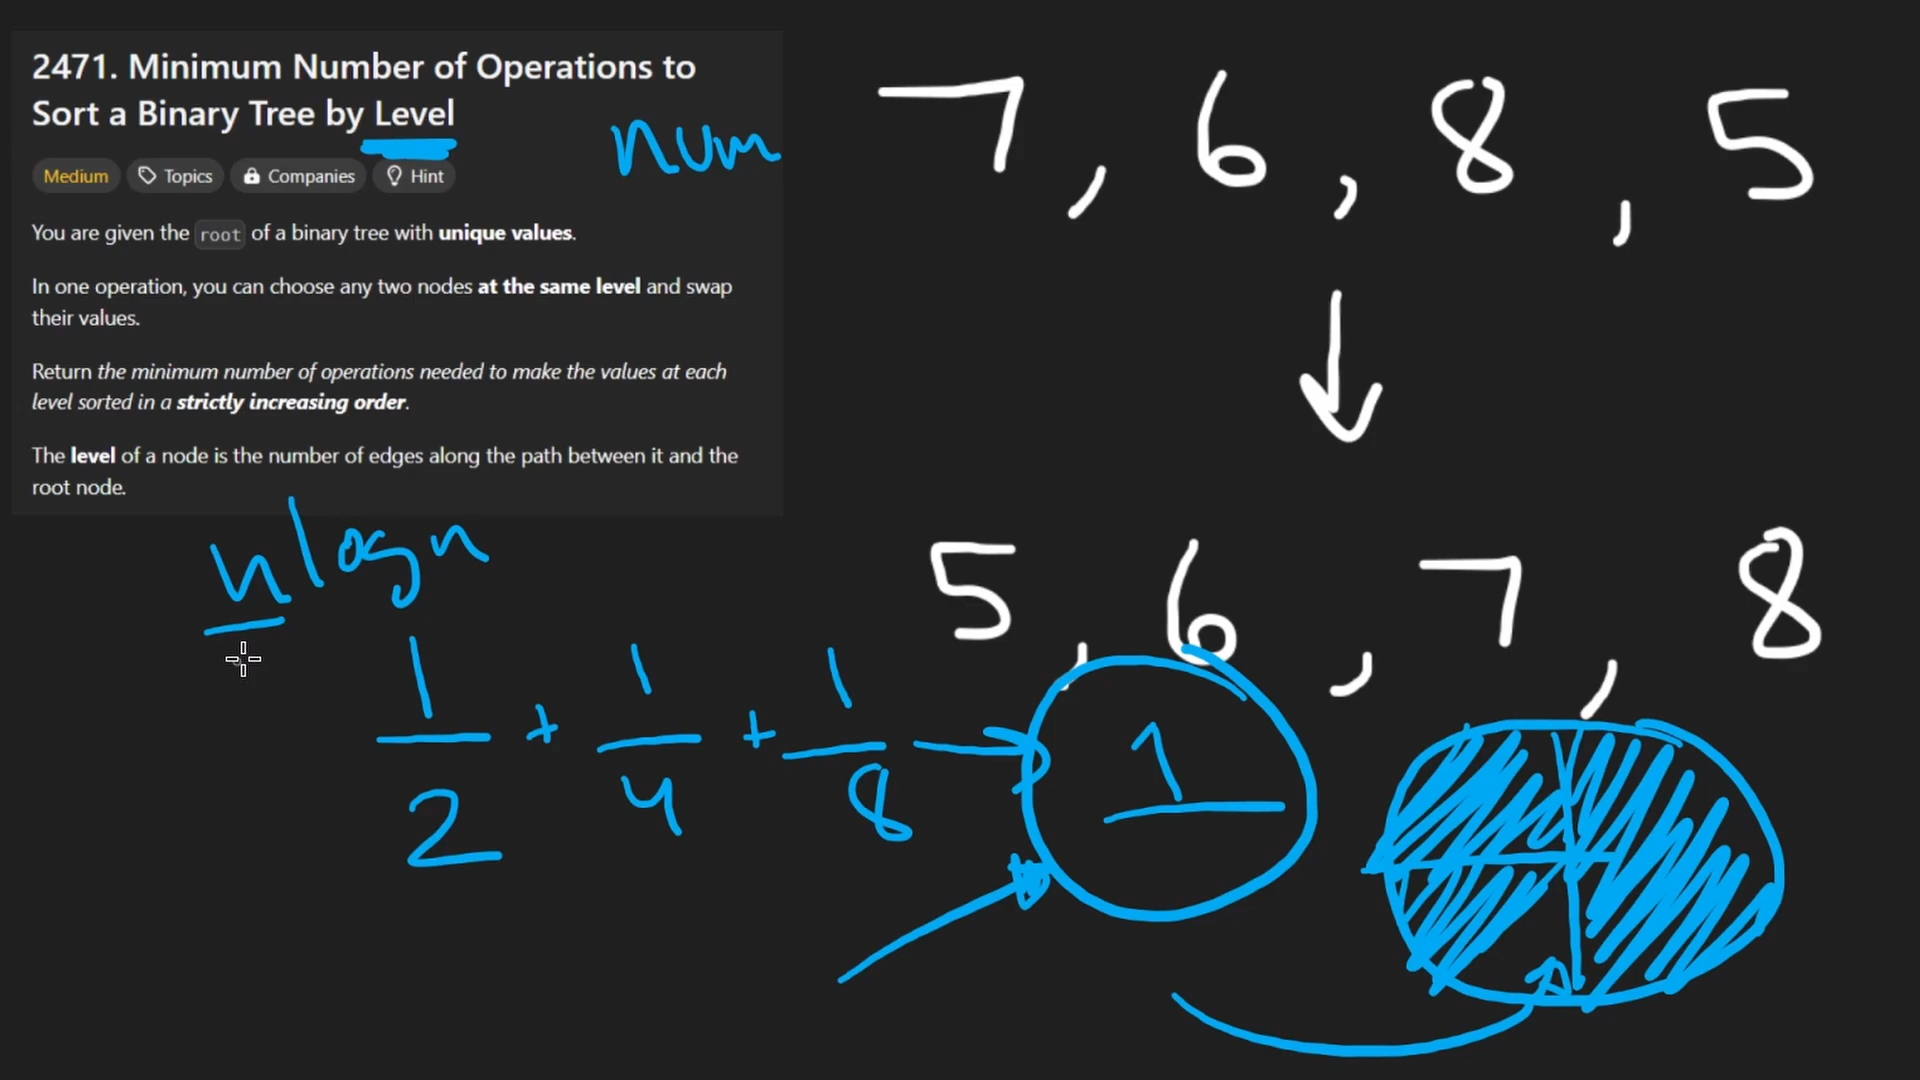 2471. Minimum Number of Operations to
Sort a Binary Tree by Level
num
Medium Topics Companies Hint
You are given the root of a binary tree with unique values.
In one operation, you can choose any two nodes at the same level and swap
their values.
Return the minimum number of operations needed to make the values at each
level sorted in a strictly increasing order.
The level of a node is the number of edges along the path between it and the
root node.
7, 6, 8, 5
5, 6, 7, 8
nlogn
1/2 + 1/4 + 1/8
1